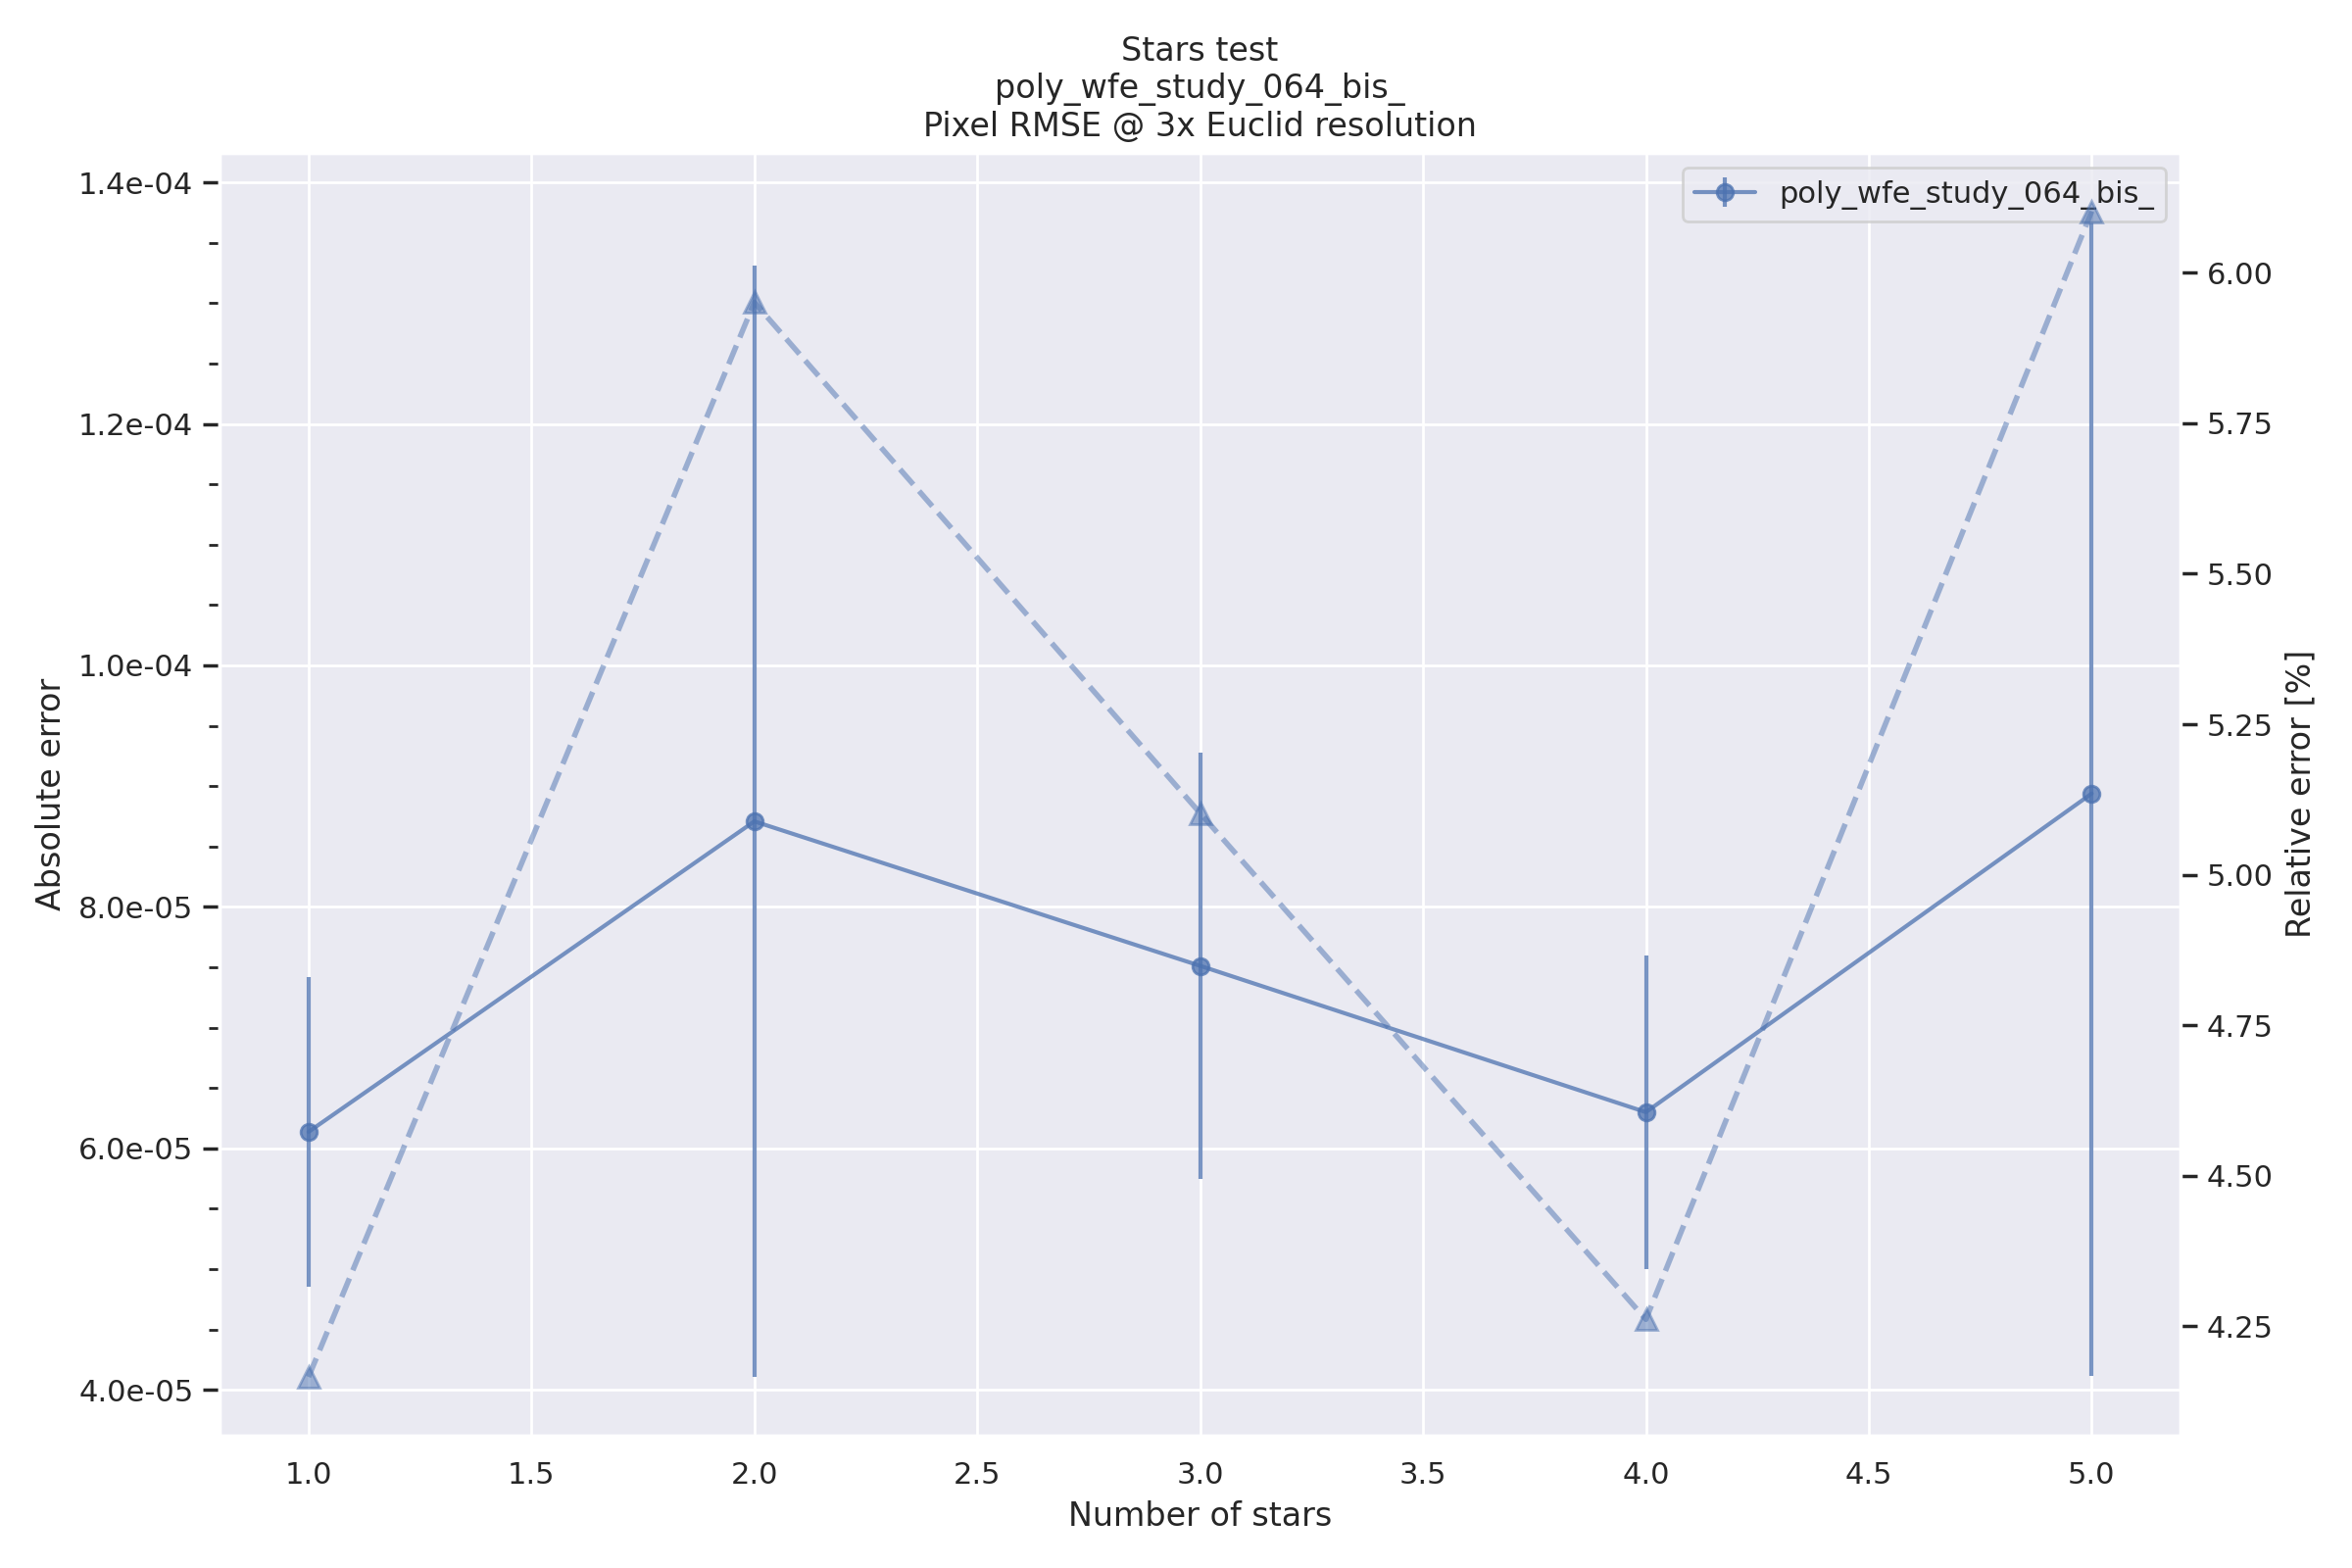 Stars test
poly_wfe_study_064_bis_
Pixel RMSE @ 3x Euclid resolution
poly_wfe_study_064_bis_
Absolute error
1.4e-04
1.2e-04
1.0e-04
8.0e-05
6.0e-05
4.0e-05
6.00
5.75
5.50
5.25
5.00
4.75
4.50
4.25
Relative error [%]
1.0 1.5 2.0 2.5 3.0 3.5 4.0 4.5 5.0
Number of stars